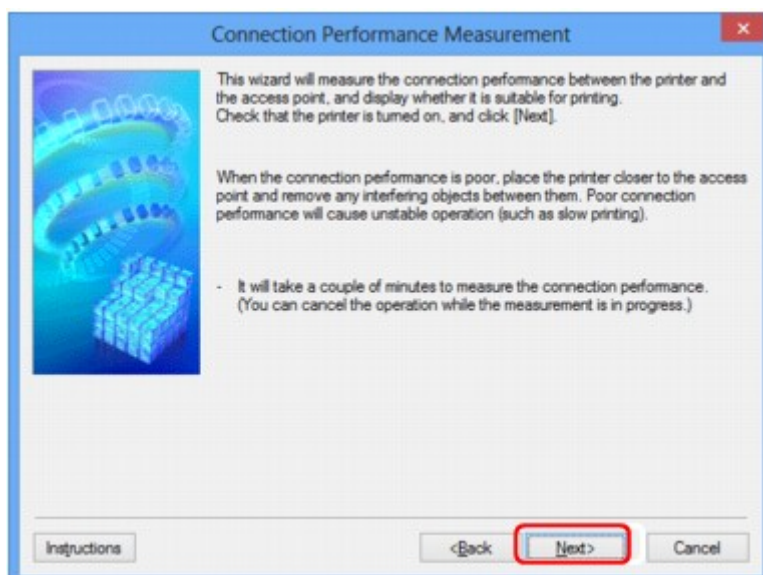 Connection Performance Measurement
This wizard will measure the connection performance between the printer and
the access point, and display whether it is suitable for printing.
Check that the printer is turned on, and click [Next].
When the connection performance is poor, place the printer closer to the access
point and remove any interfering objects between them. Poor connection
performance will cause unstable operation (such as slow printing).
- It will take a couple of minutes to measure the connection performance.
(You can cancel the operation while the measurement is in progress.)
Instructions
<Back
Next>
Cancel